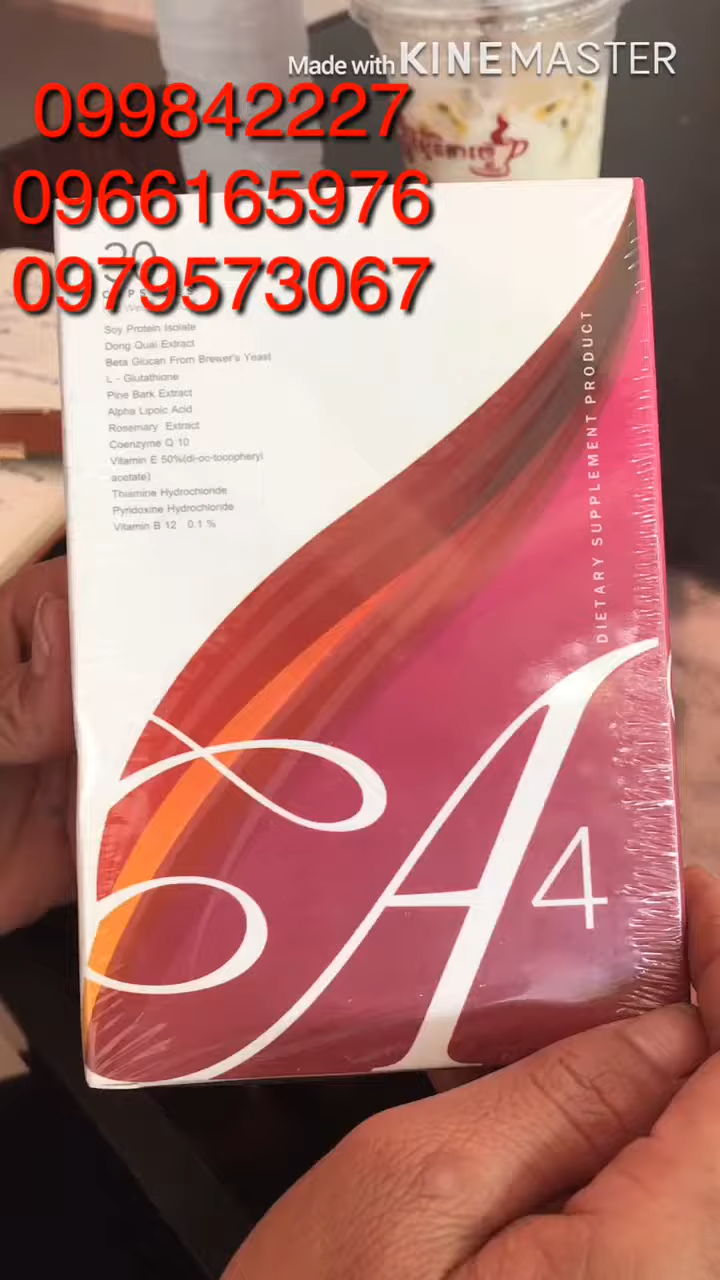 Made with KINEMASTER
099842227
0966165976
0979573067
30
Soy Protein Isolate
Dong Quai Extract
Beta Glucan From Brewer's Yeast
L - Glutathione
Pine Bark Extract
Alpha Lipoic Acid
Rosemary Extract
Coenzyme Q 10
Vitamin E 50%(dl-oc-tocopheryl
acetate)
Thiamine Hydrochloride
Pyridoxine Hydrochloride
Vitamin B 12 0.1 %
DIETARY SUPPLEMENT PRODUCT
A4